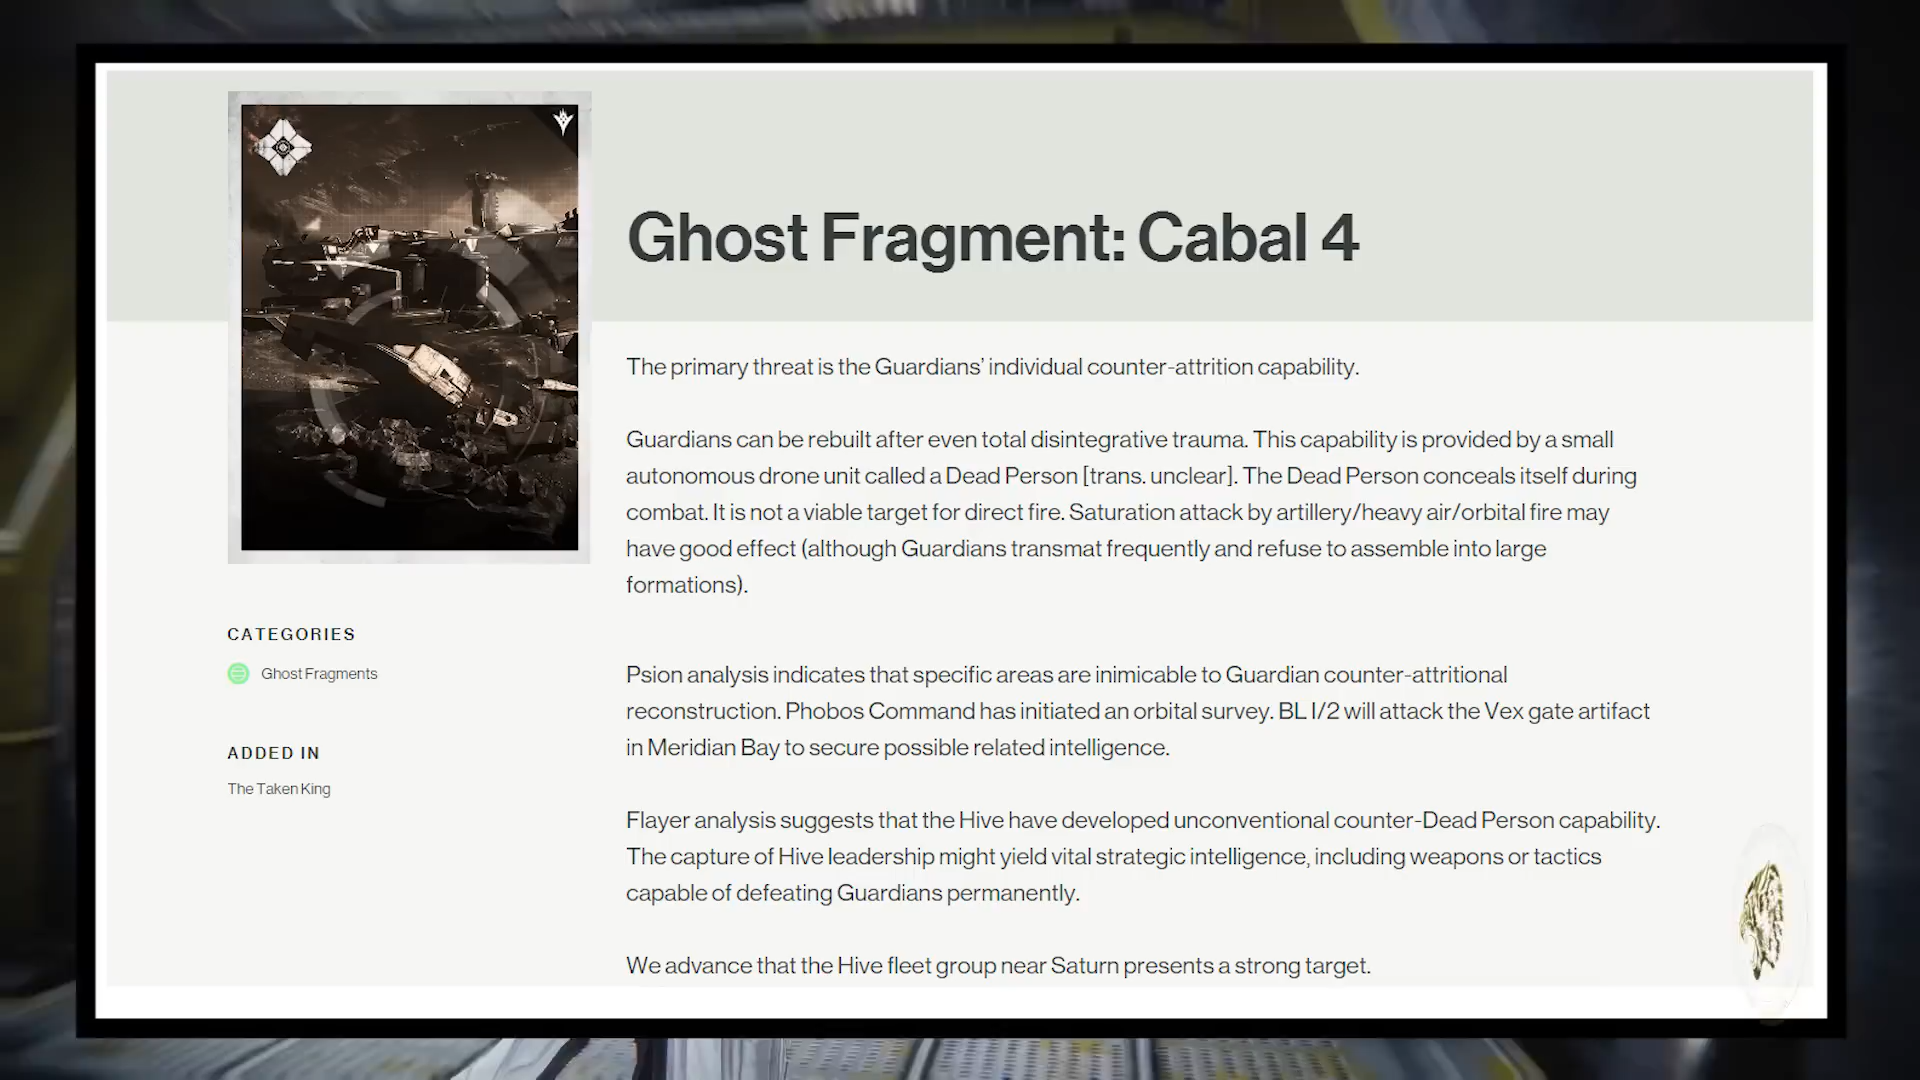 Ghost Fragment: Cabal 4
The primary threat is the Guardians’ individual counter-attrition capability.
Guardians can be rebuilt after even total disintegrative trauma. This capability is provided by a small
autonomous drone unit called a Dead Person [trans. unclear]. The Dead Person conceals itself during
combat. It is not a viable target for direct fire. Saturation attack by artillery/heavy air/orbital fire may
have good effect (although Guardians transmat frequently and refuse to assemble into large
formations).
Psion analysis indicates that specific areas are inimicable to Guardian counter-attritional
reconstruction. Phobos Command has initiated an orbital survey. BL I/2 will attack the Vex gate artifact
in Meridian Bay to secure possible related intelligence.
Flayer analysis suggests that the Hive have developed unconventional counter-Dead Person capability.
The capture of Hive leadership might yield vital strategic intelligence, including weapons or tactics
capable of defeating Guardians permanently.
We advance that the Hive fleet group near Saturn presents a strong target.
CATEGORIES
Ghost Fragments
ADDED IN
The Taken King